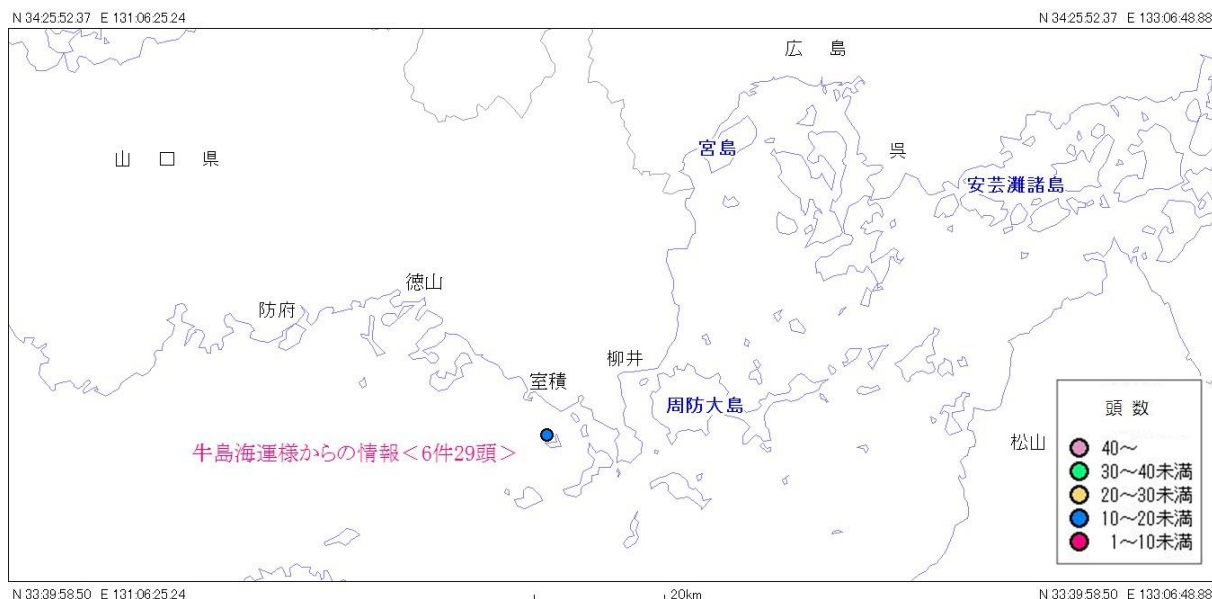 N 34:25:52.37 E 131:06:25.24
N 34:25:52.37 E 133:06:48.88
広 島
宮島
呉
山 口 県
安芸灘諸島
徳山
防府
柳井
室積
周防大島
牛島海運様からの情報＜6件29頭＞
松山
頭 数
40～
30～40未満
20～30未満
10～20未満
1～10未満
N 33:39:58.50 E 131:06:25.24
20km
N 33:39:58.50 E 133:06:48.88